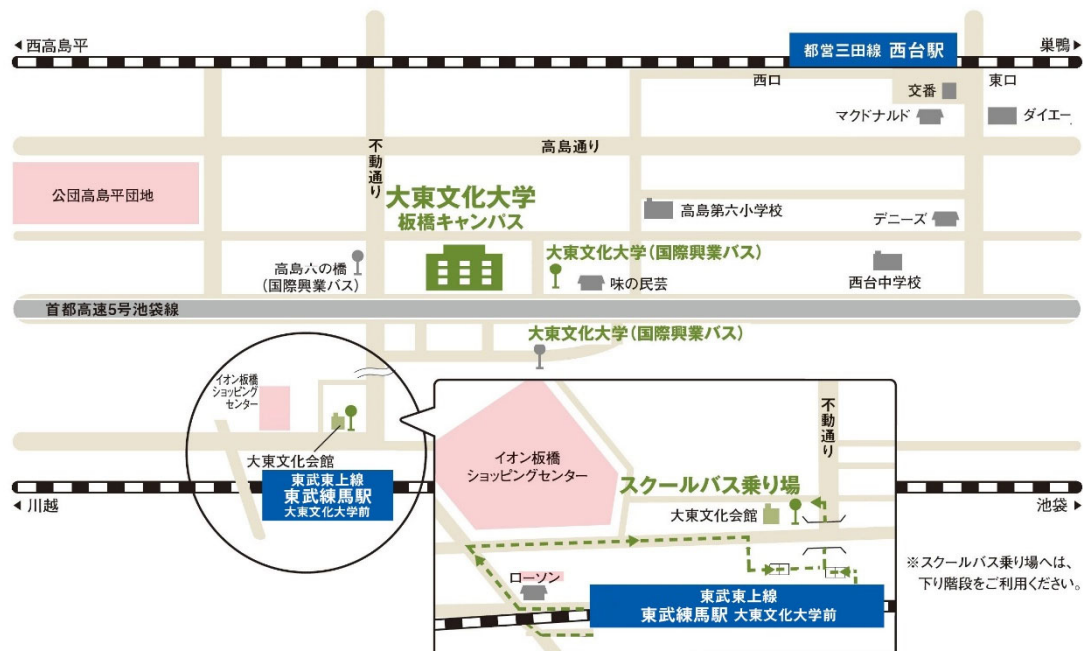 西高島平
都営三田線 西台駅
巣鴨
西口
東口
交番
マクドナルド
ダイエー
不動通り
高島通り
公団高島平団地
大東文化大学
板橋キャンパス
高島第六小学校
デニーズ
大東文化大学(国際興業バス)
高島六の橋
(国際興業バス)
味の民芸
西台中学校
首都高速5号池袋線
大東文化大学(国際興業バス)
イオン板橋
ショッピング
センター
大東文化会館
東武東上線
東武練馬駅
大東文化大学前
川越
池袋
不動通り
イオン板橋
ショッピングセンター
スクールバス乗り場
大東文化会館
ローソン
東武東上線
東武練馬駅 大東文化大学前
※スクールバス乗り場へは、
下り階段をご利用ください。